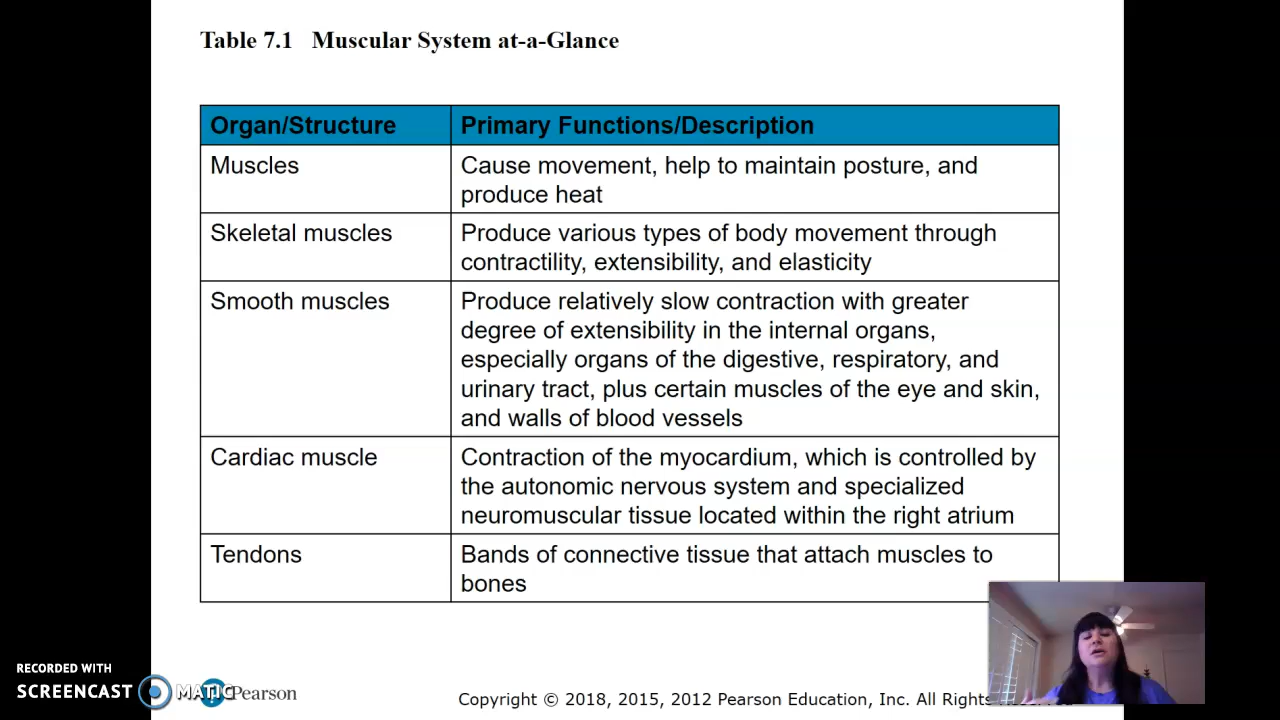 Table 7.1 Muscular System at-a-Glance
Organ/Structure
Primary Functions/Description
Muscles
Cause movement, help to maintain posture, and
produce heat
Skeletal muscles
Produce various types of body movement through
contractility, extensibility, and elasticity
Smooth muscles
Produce relatively slow contraction with greater
degree of extensibility in the internal organs,
especially organs of the digestive, respiratory, and
urinary tract, plus certain muscles of the eye and skin,
and walls of blood vessels
Cardiac muscle
Contraction of the myocardium, which is controlled by
the autonomic nervous system and specialized
neuromuscular tissue located within the right atrium
Tendons
Bands of connective tissue that attach muscles to
bones
RECORDED WITH
SCREENCAST MATIC
Pearson
Copyright © 2018, 2015, 2012 Pearson Education, Inc. All Rights